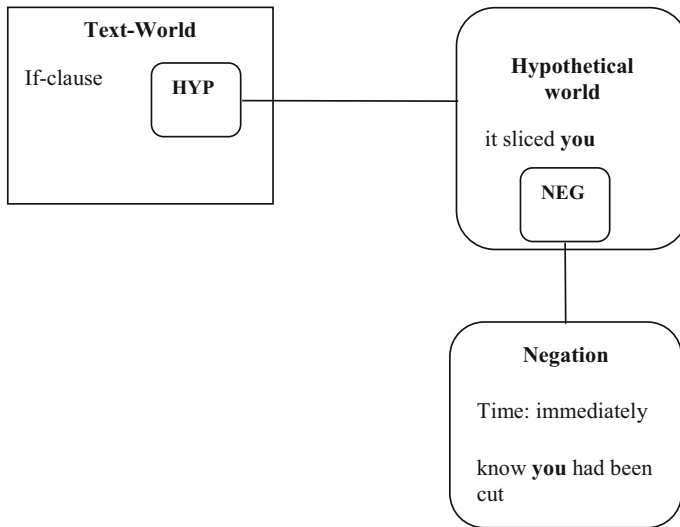 Text-World
If-clause
HYP
Hypothetical
world
it sliced you
NEG
Negation
Time: immediately
know you had been
cut